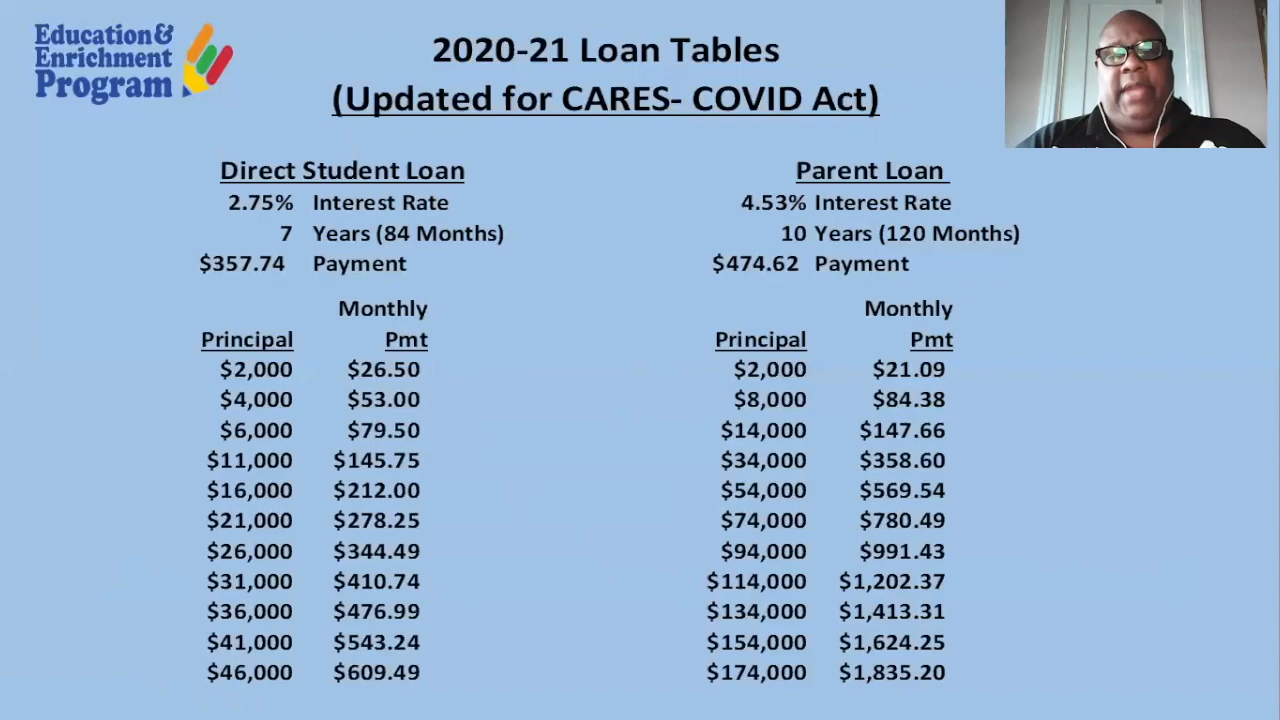 Education&
Enrichment
Program
2020-21 Loan Tables
(Updated for CARES- COVID Act)
Direct Student Loan
2.75% Interest Rate
7 Years (84 Months)
$357.74 Payment
Monthly
Principal Pmt
$2,000 $26.50
$4,000 $53.00
$6,000 $79.50
$11,000 $145.75
$16,000 $212.00
$21,000 $278.25
$26,000 $344.49
$31,000 $410.74
$36,000 $476.99
$41,000 $543.24
$46,000 $609.49
Parent Loan
4.53% Interest Rate
10 Years (120 Months)
$474.62 Payment
Monthly
Principal Pmt
$2,000 $21.09
$8,000 $84.38
$14,000 $147.66
$34,000 $358.60
$54,000 $569.54
$74,000 $780.49
$94,000 $991.43
$114,000 $1,202.37
$134,000 $1,413.31
$154,000 $1,624.25
$174,000 $1,835.20